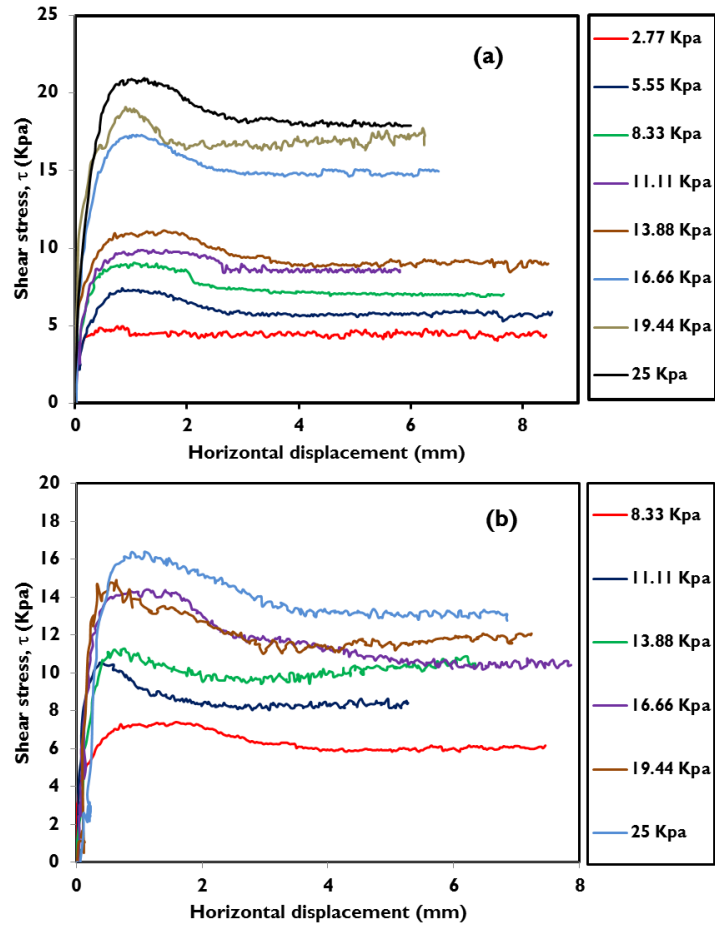 25
20
15
10
5
0
Shear stress, τ (Kpa)
(a)
0 2 4 6 8
Horizontal displacement (mm)
2.77 Kpa
5.55 Kpa
8.33 Kpa
11.11 Kpa
13.88 Kpa
16.66 Kpa
19.44 Kpa
25 Kpa
20
18
16
14
12
10
8
6
4
2
0
Shear stress, τ (Kpa)
(b)
0 2 4 6 8
Horizontal displacement (mm)
8.33 Kpa
11.11 Kpa
13.88 Kpa
16.66 Kpa
19.44 Kpa
25 Kpa